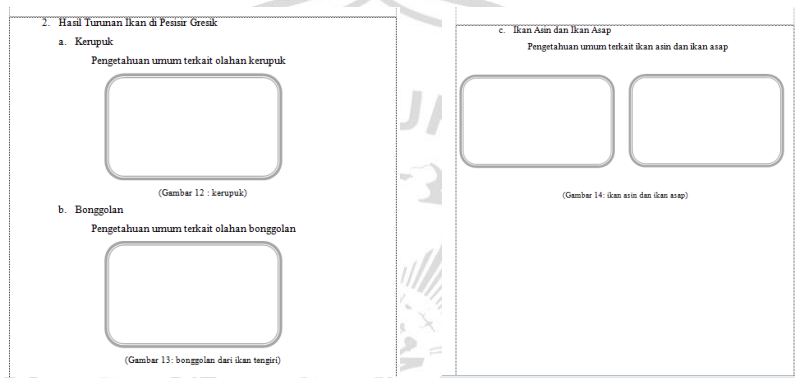 2. Hasil Turunan Ikan di Pesisir Gresik
a. Kerupuk
Pengetahuan umum terkait olahan kerupuk
(Gambar 12 : kerupuk)
b. Bonggolan
Pengetahuan umum terkait olahan bonggolan
(Gambar 13: bonggolan dari ikan tengiri)
c. Ikan Asin dan Ikan Asap
Pengetahuan umum terkait ikan asin dan ikan asap
(Gambar 14: ikan asin dan ikan asap)